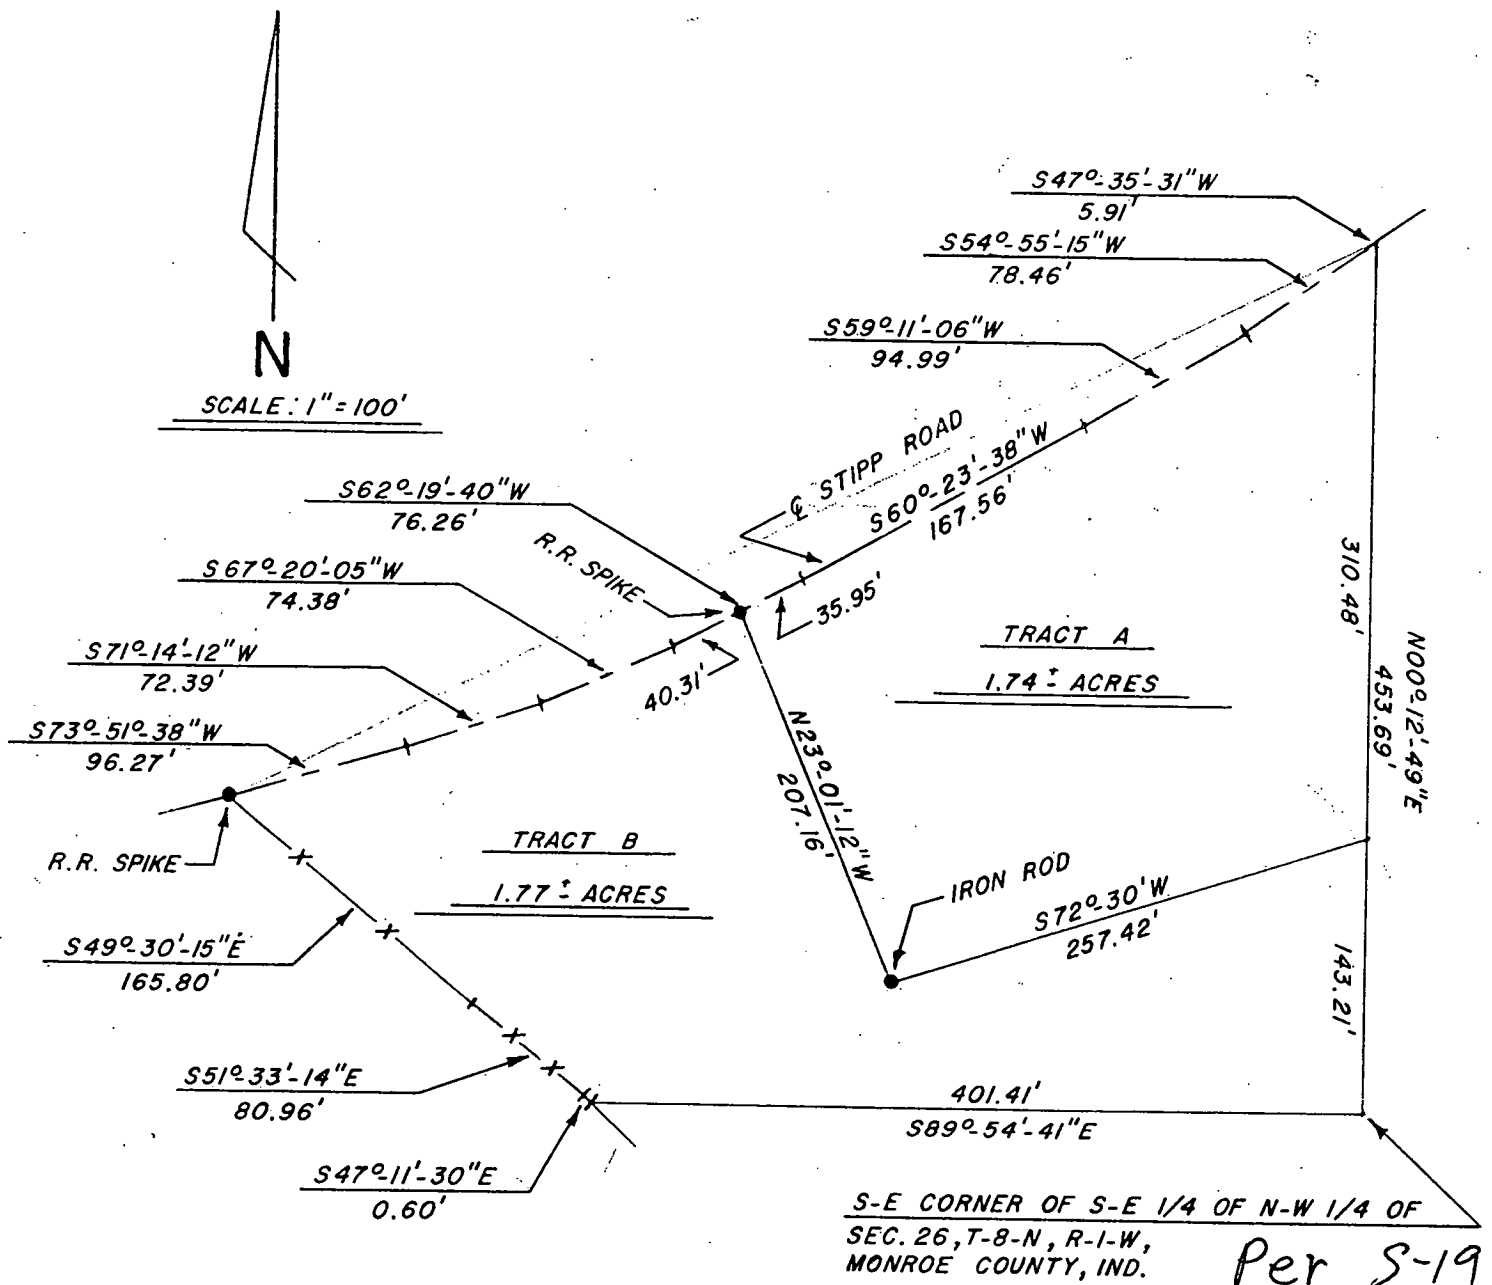 N
SCALE: 1"=100'
S47°-35'-31"W
5.91'
S54°-55'-15"W
78.46'
S59°-11'-06"W
94.99'
℄ STIPP ROAD
S60°-23'-38"W
167.56'
S62°-19'-40"W
76.26'
R.R. SPIKE
35.95'
S67°-20'-05"W
74.38'
40.31'
S71°-14'-12"W
72.39'
S73°-51°-38"W
96.27'
R.R. SPIKE
TRACT A
1.74 ± ACRES
310.48'
N00°-12'-49"E
453.69'
N23°-01'-12"W
207.16'
TRACT B
1.77 ± ACRES
IRON ROD
S72°-30'W
257.42'
143.21'
S49°-30'-15"E
165.80'
S51°-33'-14"E
80.96'
S47°-11'-30"E
0.60'
401.41'
S89°-54'-41"E
S-E CORNER OF S-E 1/4 OF N-W 1/4 OF
SEC. 26, T-8-N, R-1-W,
MONROE COUNTY, IND.
Per S-19